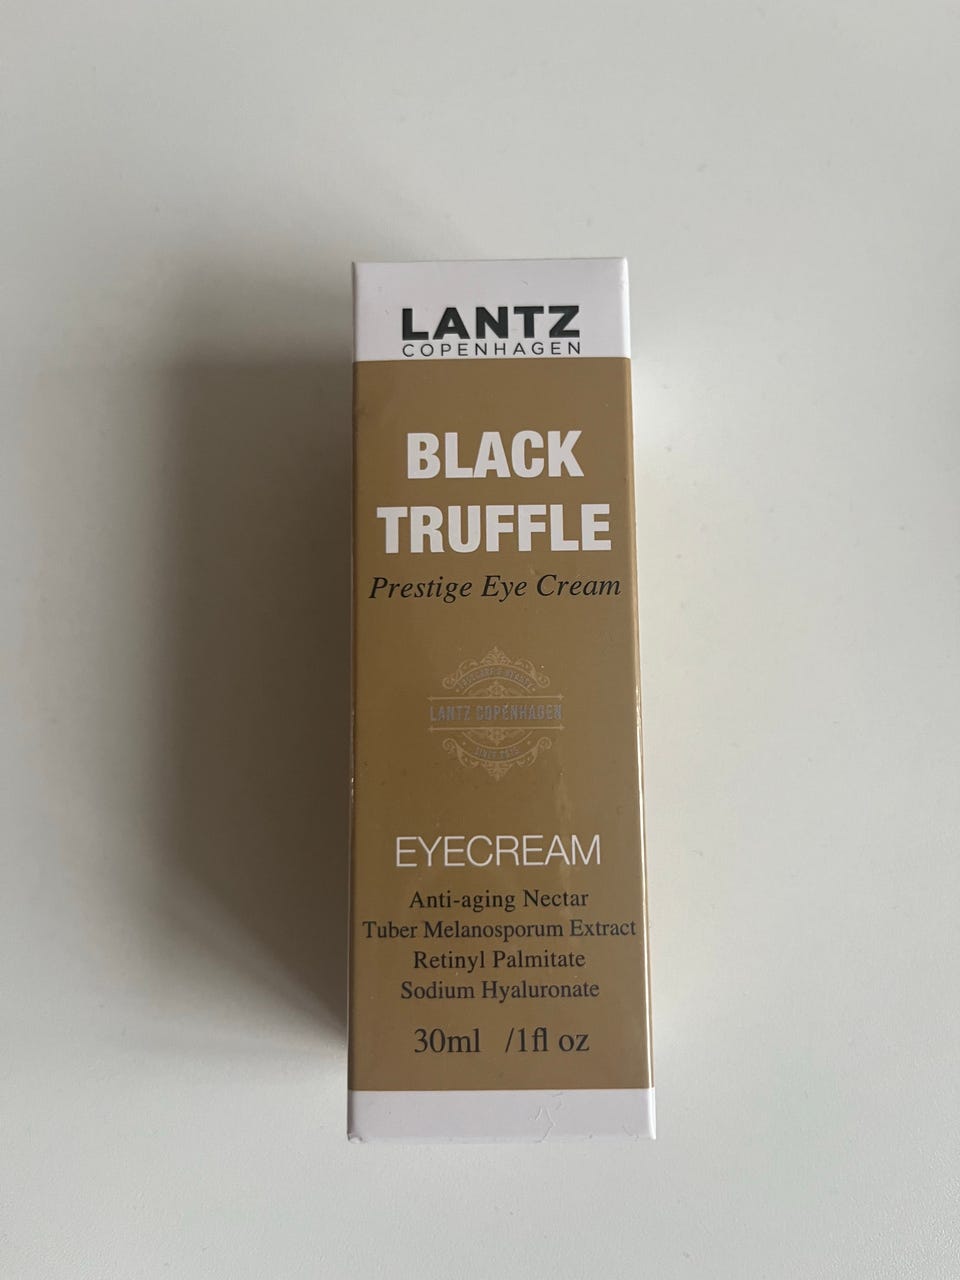 LANTZ
COPENHAGEN
BLACK
TRUFFLE
Prestige Eye Cream
LANTZ COPENHAGEN
EYECREAM
Anti-aging Nectar
Tuber Melanosporum Extract
Retinyl Palmitate
Sodium Hyaluronate
30ml /1fl oz